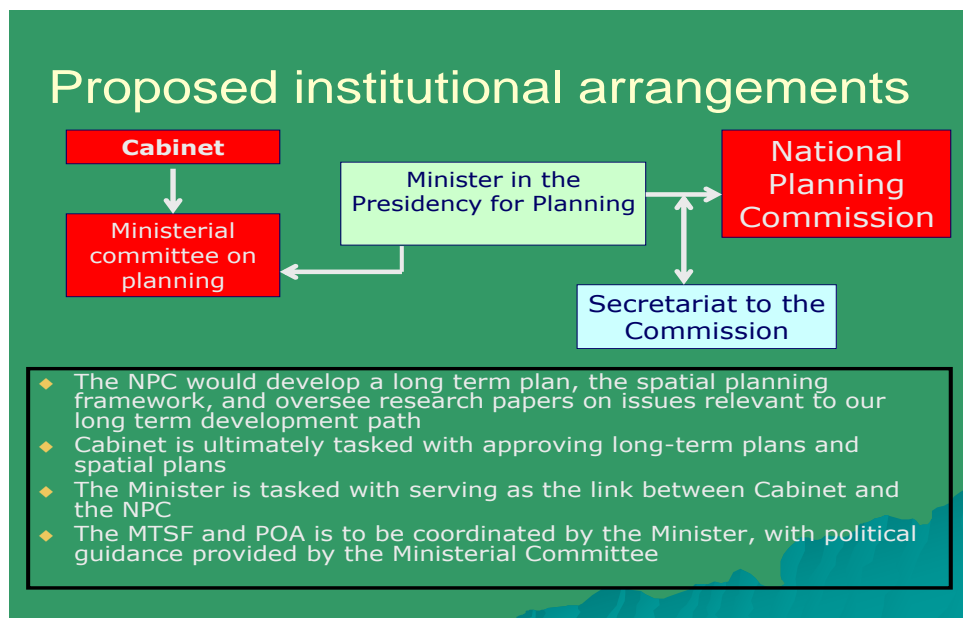 Proposed institutional arrangements
Cabinet
Ministerial
committee on
planning
Minister in the
Presidency for Planning
National
Planning
Commission
Secretariat to the
Commission
The NPC would develop a long term plan, the spatial planning
framework, and oversee research papers on issues relevant to our
long term development path
Cabinet is ultimately tasked with approving long-term plans and
spatial plans
The Minister is tasked with serving as the link between Cabinet and
the NPC
The MTSF and POA is to be coordinated by the Minister, with political
guidance provided by the Ministerial Committee